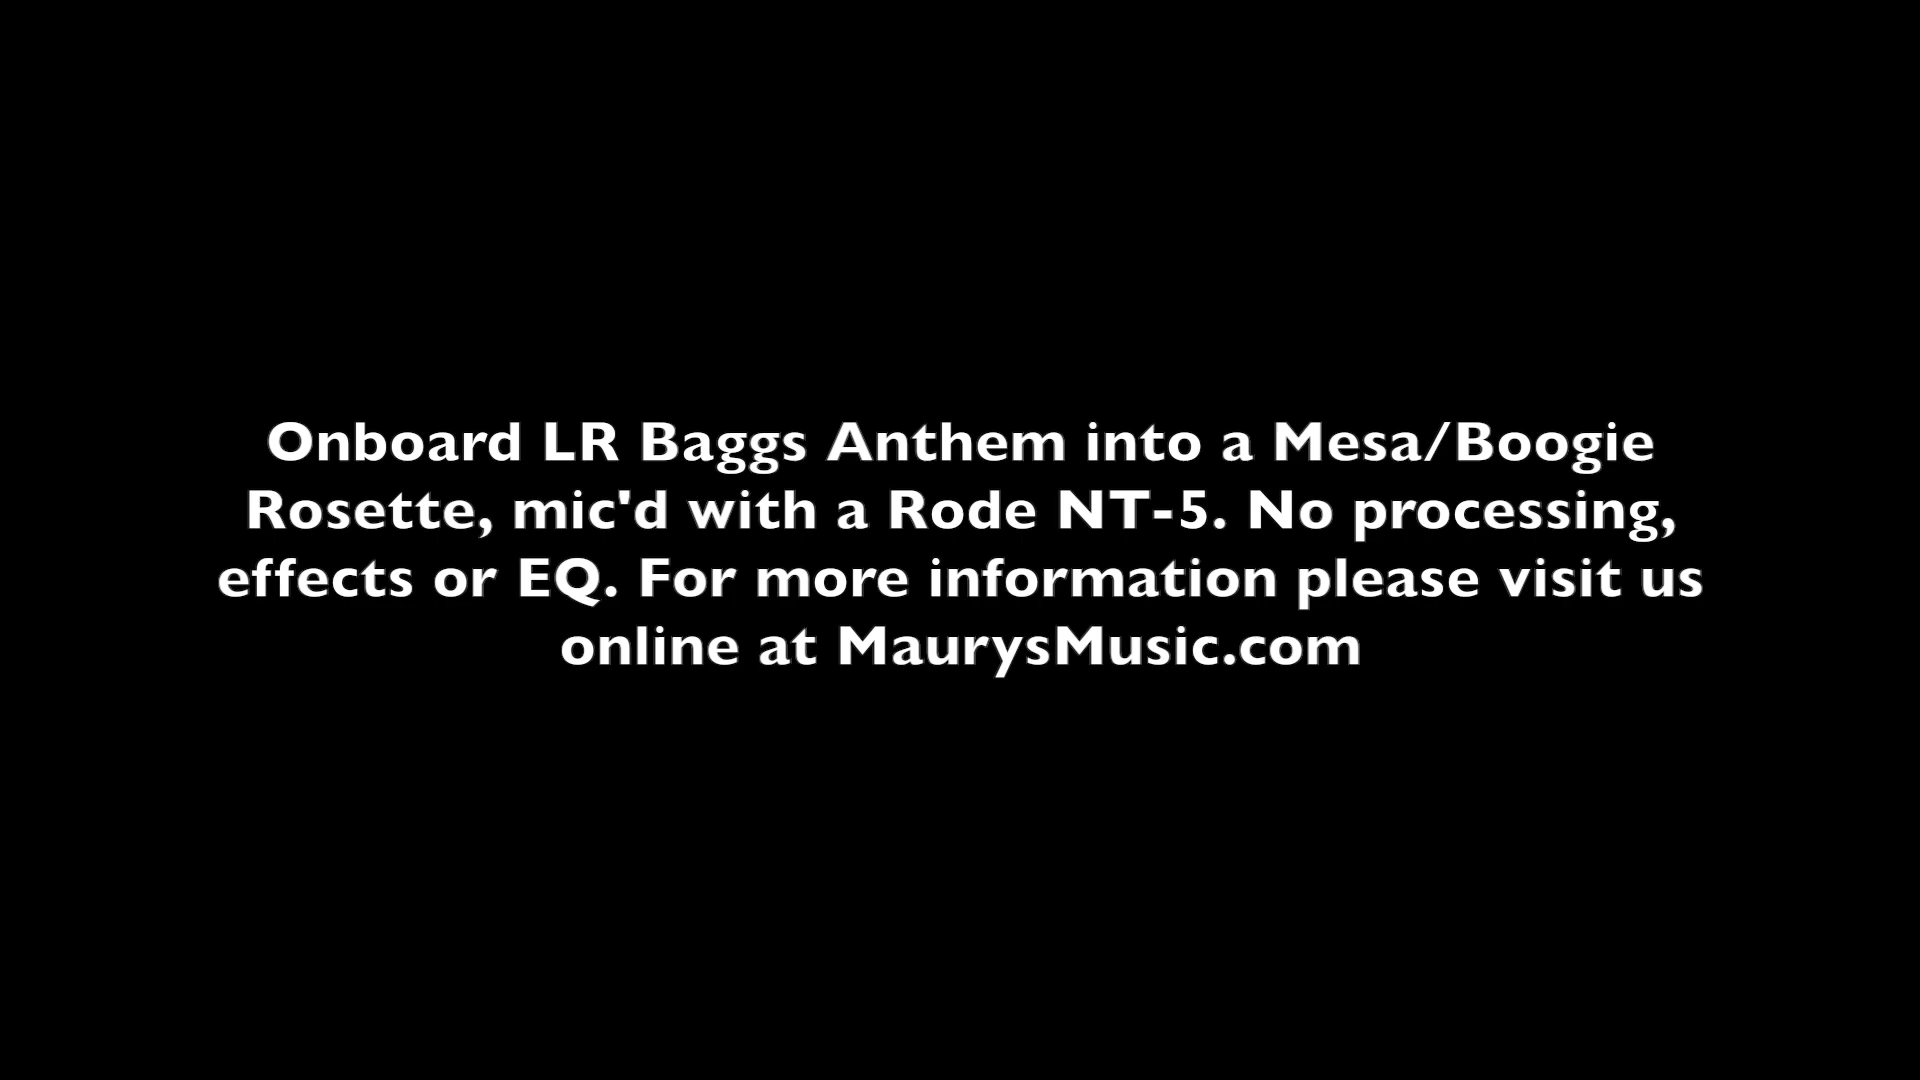 Onboard LR Baggs Anthem into a Mesa/Boogie
Rosette, mic'd with a Rode NT-5. No processing,
effects or EQ. For more information please visit us
online at MaurysMusic.com